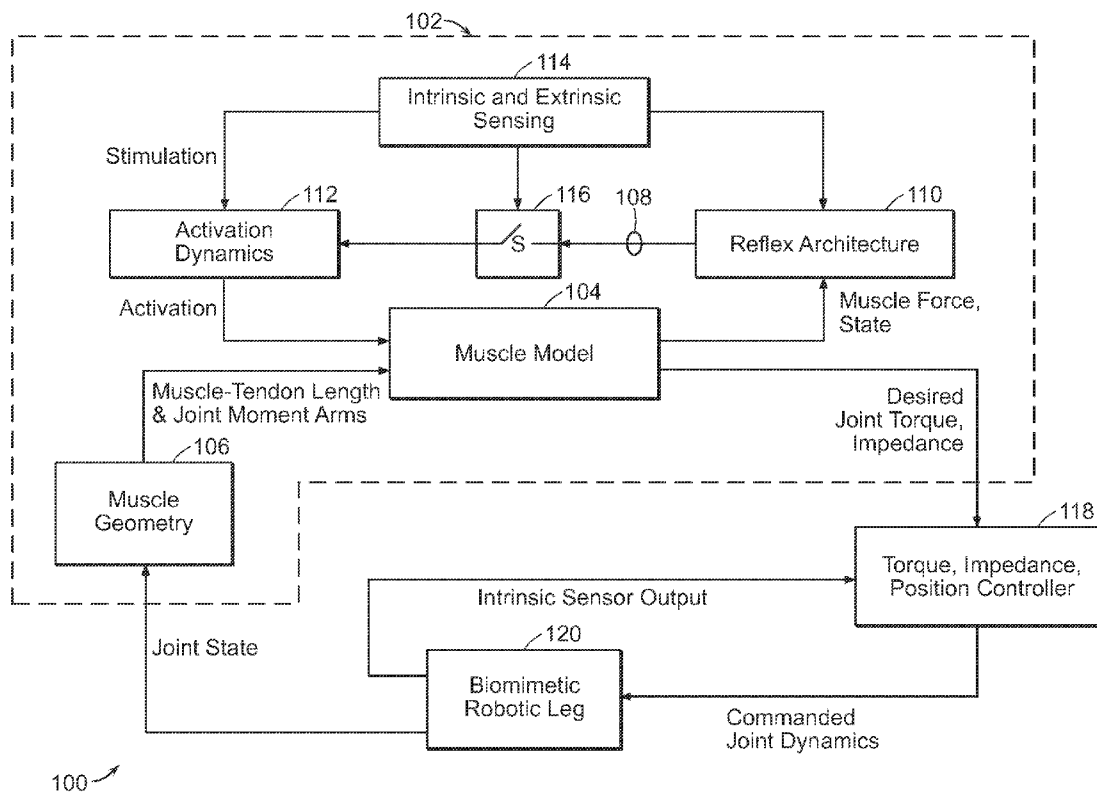 102
114
Intrinsic and Extrinsic
Sensing
Stimulation
112
116
108
110
Activation
Dynamics
S
Reflex Architecture
Activation
104
Muscle Force,
State
Muscle Model
Muscle-Tendon Length
& Joint Moment Arms
Desired
Joint Torque,
Impedance
106
Muscle
Geometry
118
Torque, Impedance,
Position Controller
Intrinsic Sensor Output
Joint State
120
Biomimetic
Robotic Leg
Commanded
Joint Dynamics
100